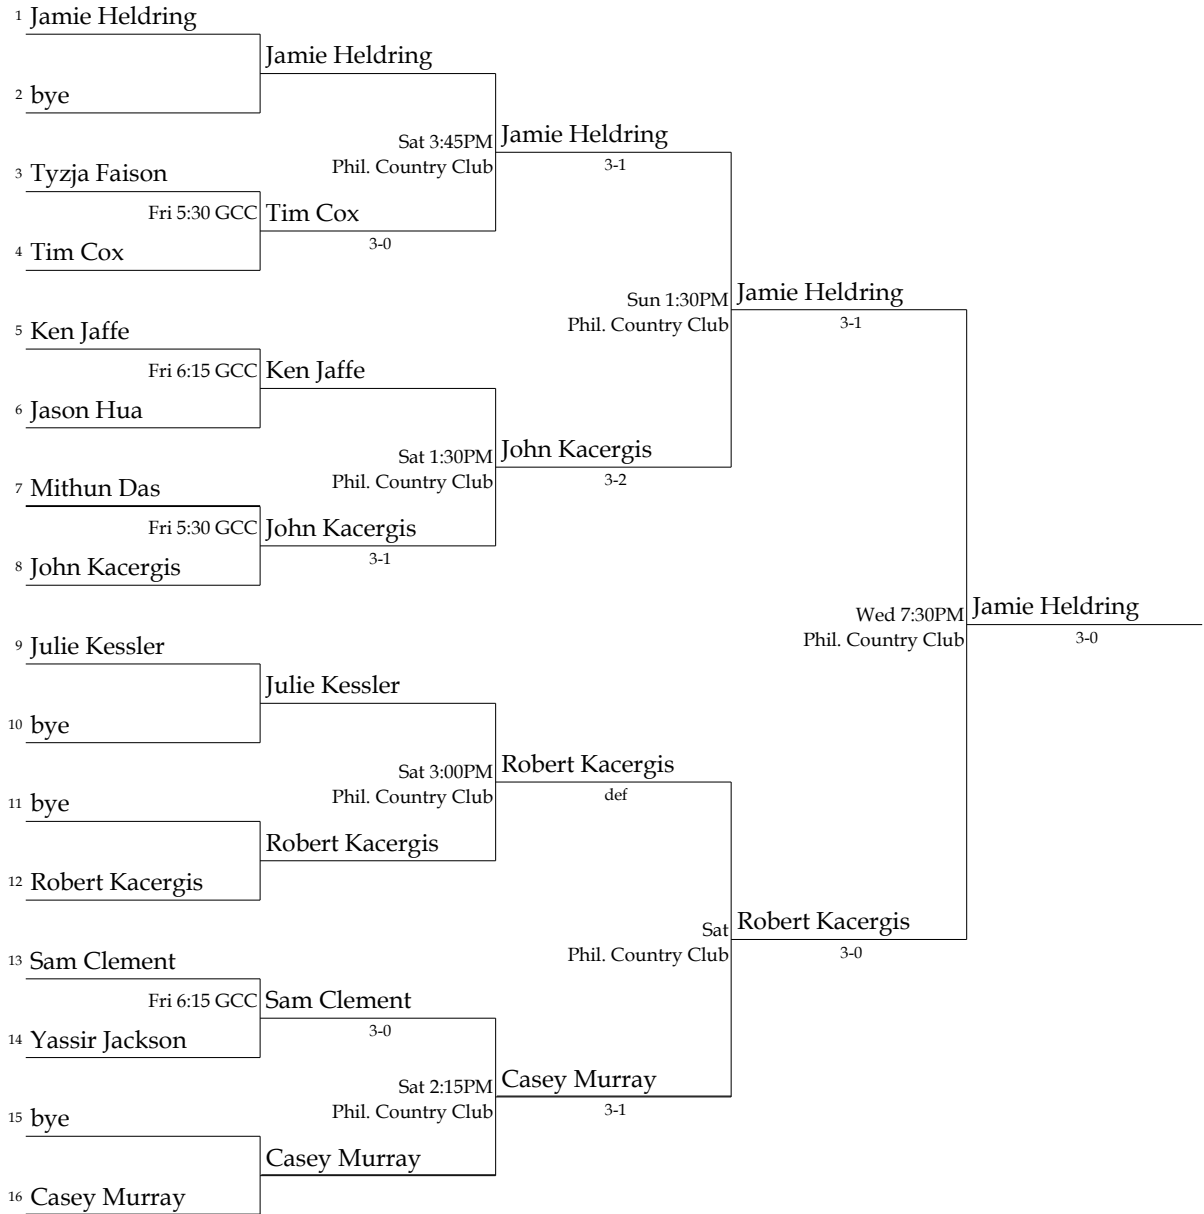 1 Jamie Heldring
Jamie Heldring
2 bye
Sat 3:45PM
Phil. Country Club
Jamie Heldring
3-1
3 Tyzja Faison
Fri 5:30 GCC
Tim Cox
3-0
4 Tim Cox
Sun 1:30PM
Phil. Country Club
Jamie Heldring
3-1
5 Ken Jaffe
Fri 6:15 GCC
Ken Jaffe
6 Jason Hua
Sat 1:30PM
Phil. Country Club
John Kacergis
3-2
7 Mithun Das
Fri 5:30 GCC
John Kacergis
3-1
8 John Kacergis
Wed 7:30PM
Phil. Country Club
Jamie Heldring
3-0
9 Julie Kessler
Julie Kessler
10 bye
Sat 3:00PM
Phil. Country Club
Robert Kacergis
def
11 bye
Robert Kacergis
12 Robert Kacergis
Sat
Phil. Country Club
Robert Kacergis
3-0
13 Sam Clement
Fri 6:15 GCC
Sam Clement
3-0
14 Yassir Jackson
Sat 2:15PM
Phil. Country Club
Casey Murray
3-1
15 bye
Casey Murray
16 Casey Murray